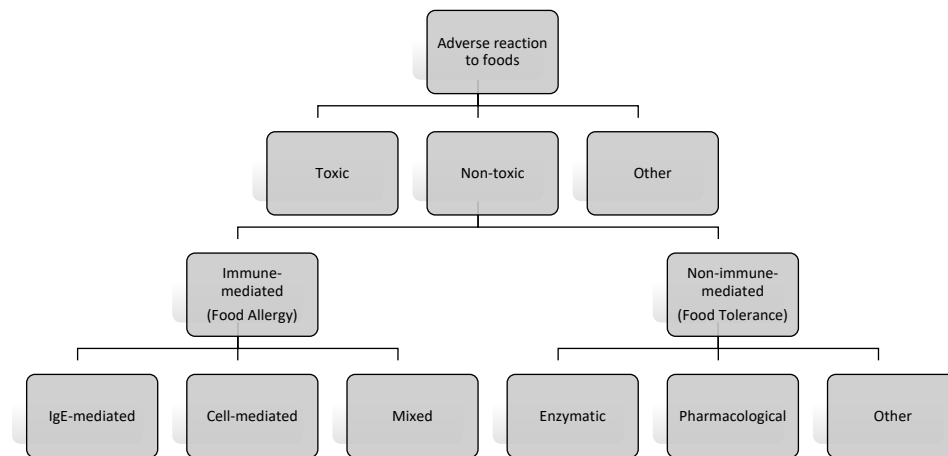 Adverse reaction
to foods
Toxic
Non-toxic
Other
Immune-
mediated
(Food Allergy)
Non-immune-
mediated
(Food Tolerance)
IgE-mediated
Cell-mediated
Mixed
Enzymatic
Pharmacological
Other